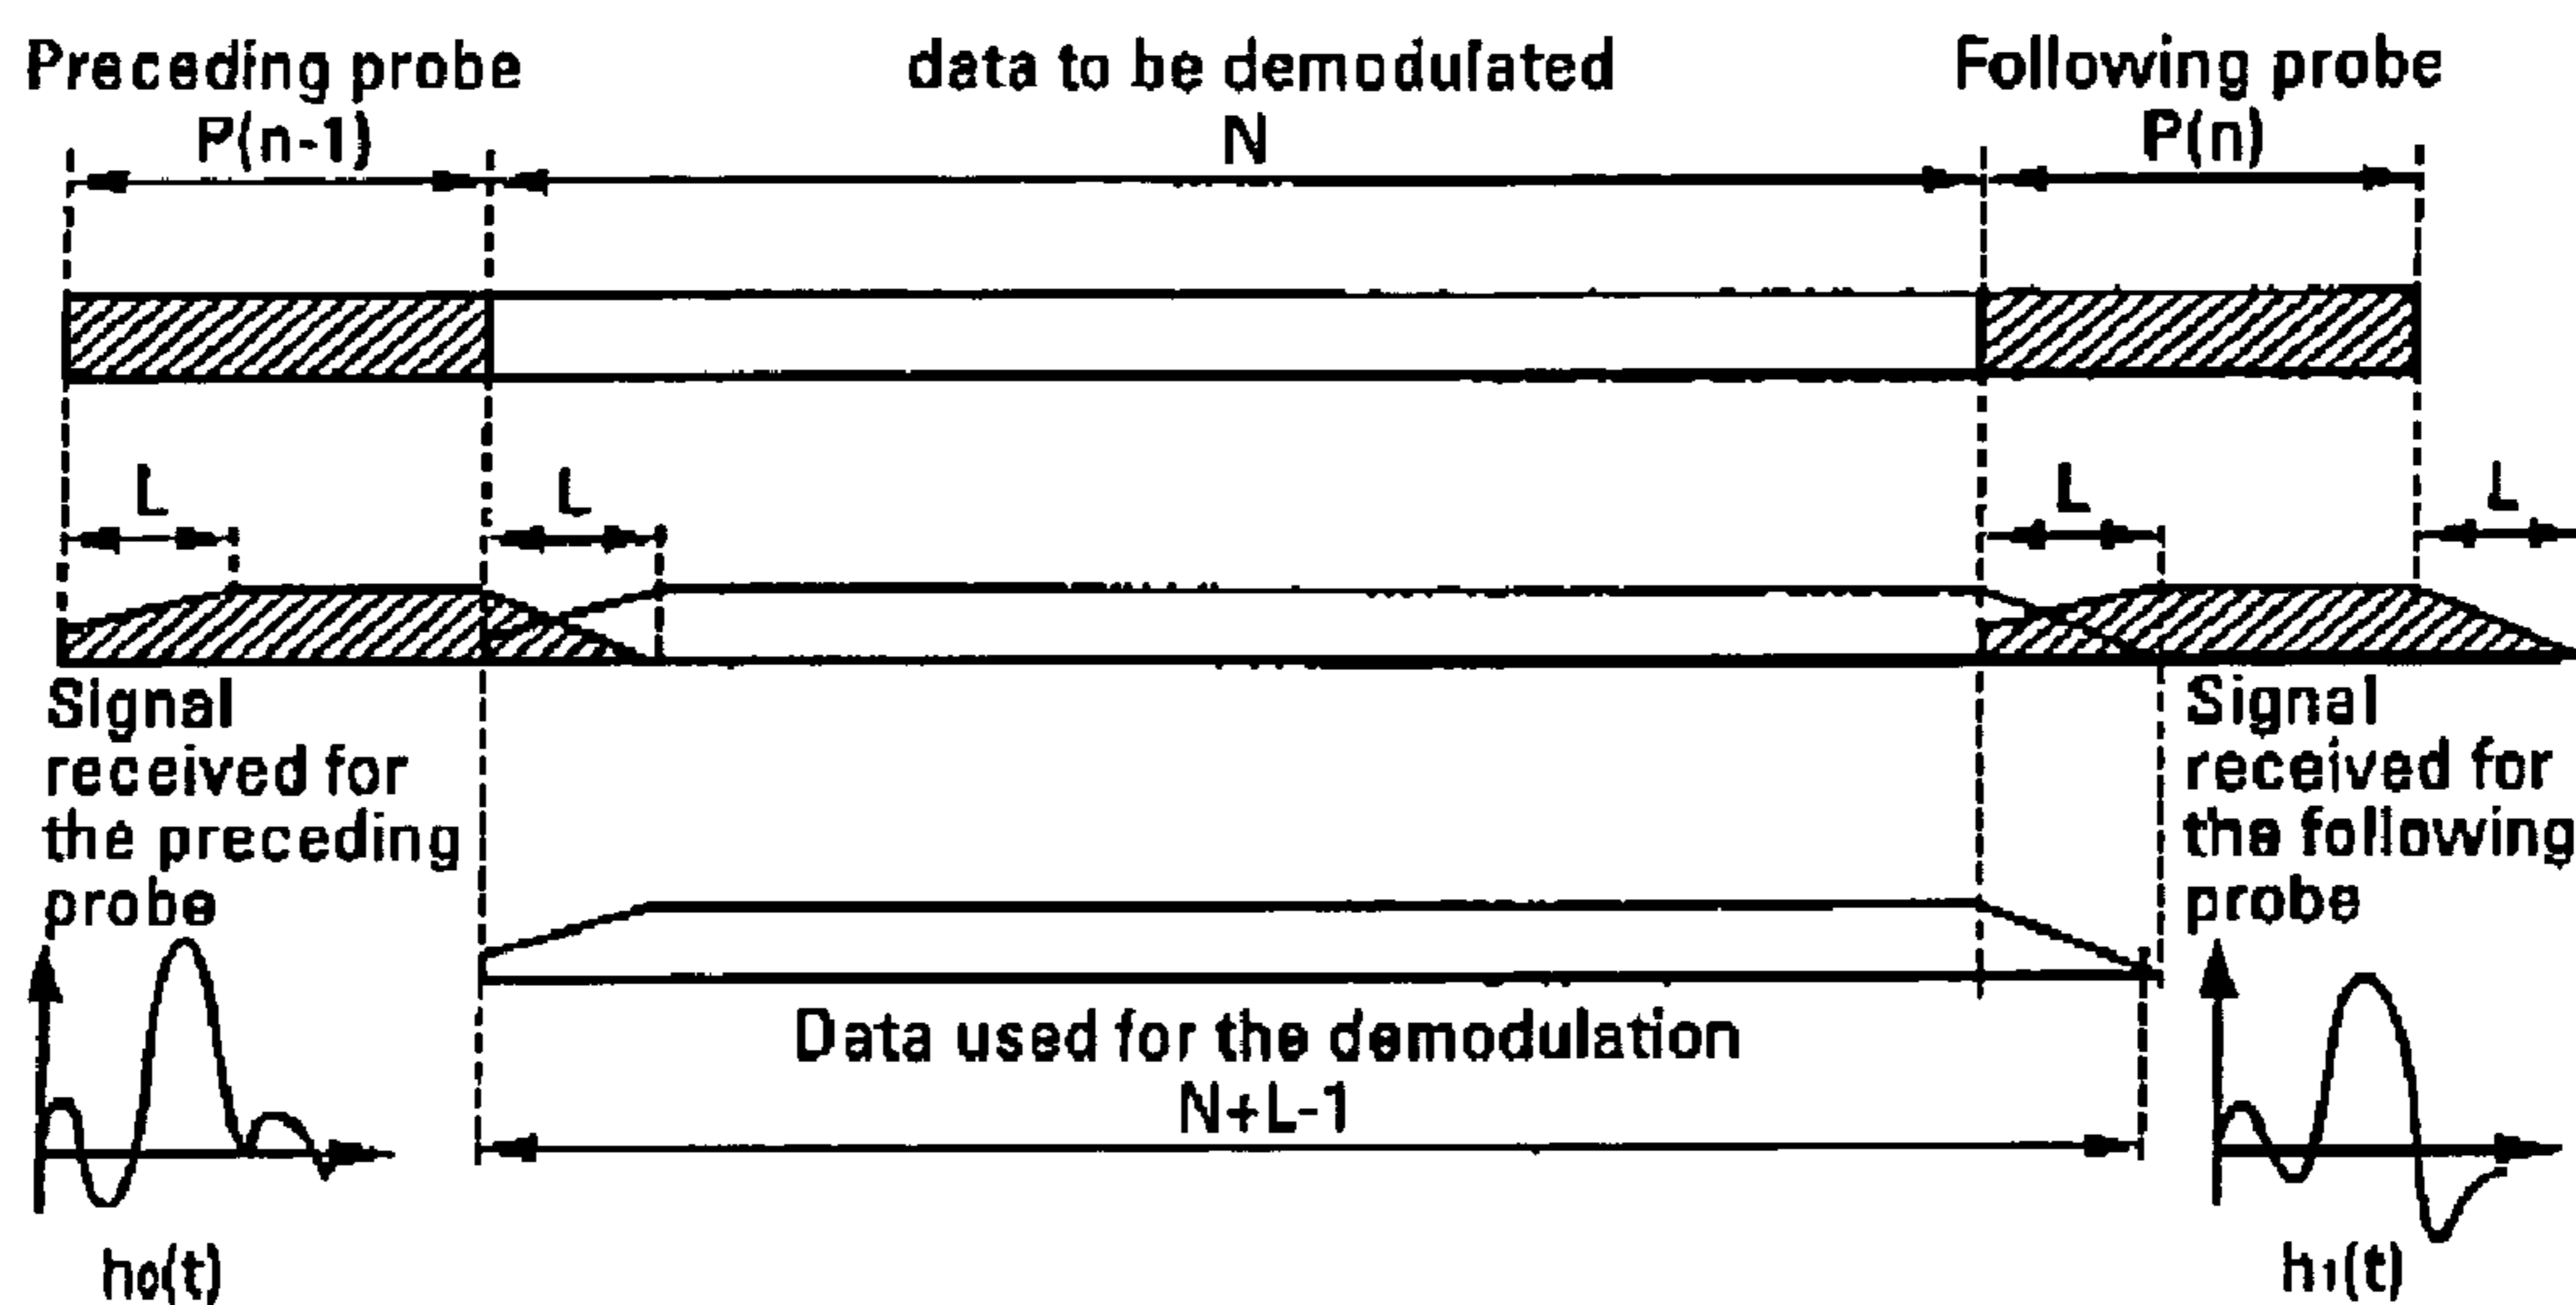 Preceding probe
P(n-1)
data to be demodulated
N
Following probe
P(n)
L
L
L
L
Signal
received for
the preceding
probe
Signal
received for
the following
probe
Data used for the demodulation
N+L-1
h₀(t)
h₁(t)